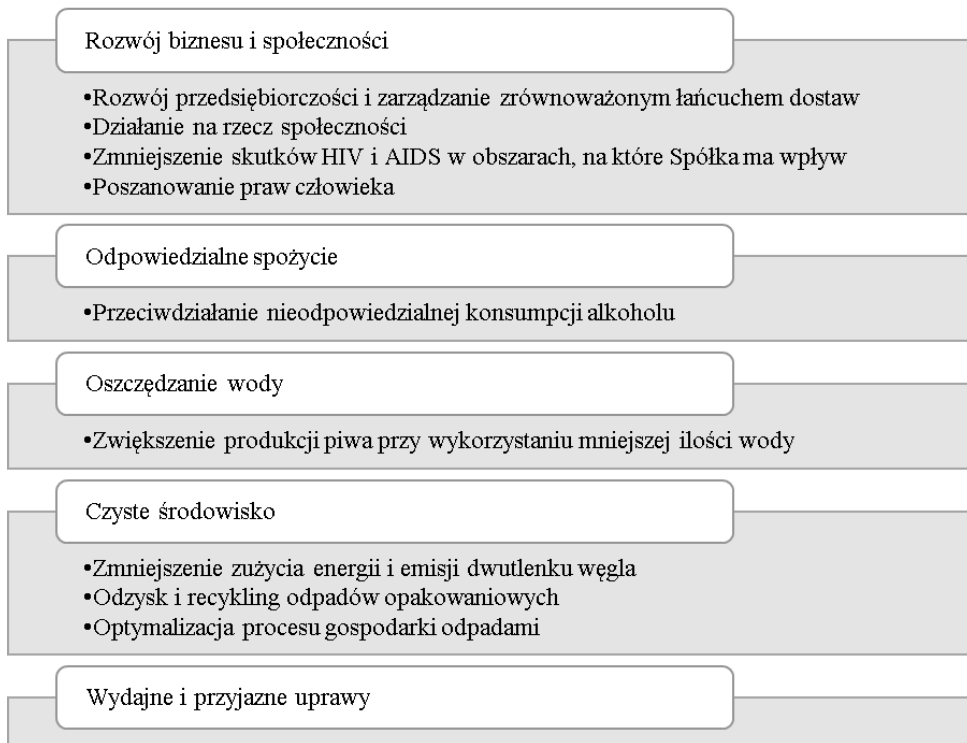 Rozwój biznesu i społeczności
•Rozwój przedsiębiorczości i zarządzanie zrównoważonym łańcuchem dostaw
•Działanie na rzecz społeczności
•Zmniejszenie skutków HIV i AIDS w obszarach, na które Spółka ma wpływ
•Poszanowanie praw człowieka
Odpowiedzialne spożycie
•Przeciwdziałanie nieodpowiedzialnej konsumpcji alkoholu
Oszczędzanie wody
•Zwiększenie produkcji piwa przy wykorzystaniu mniejszej ilości wody
Czyste środowisko
•Zmniejszenie zużycia energii i emisji dwutlenku węgla
•Odzysk i recykling odpadów opakowaniowych
•Optymalizacja procesu gospodarki odpadami
Wydajne i przyjazne uprawy